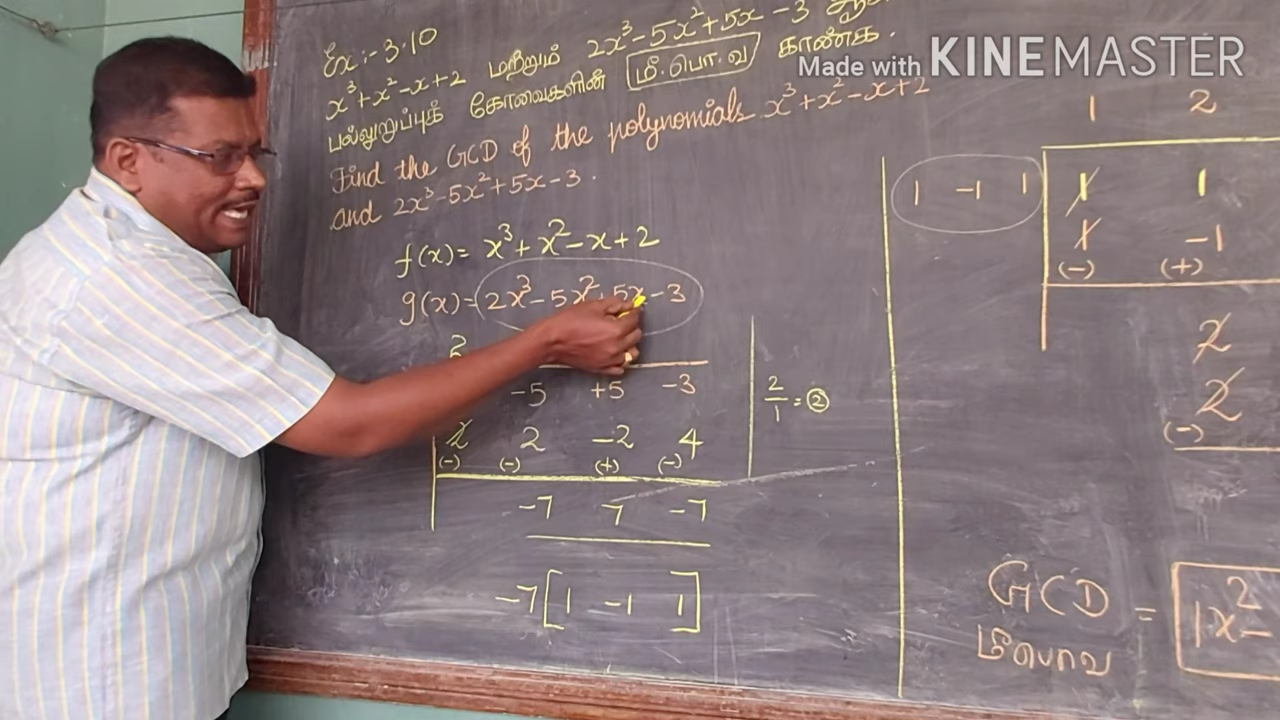 Ex:- 3.10
x³+x²-x+2 மற்றும் 2x³-5x²+5x-3
பல்லுறுப்புக் கோவைகளின் மீ.பொ.வ காண்க.
Find the GCD of the polynomials x³+x²-x+2
and 2x³-5x²+5x-3.
f(x)= x³+x²-x+2
g(x)= 2x³-5x²+5x-3
2
-5 +5 -3
2 2 -2 4
(-) (-) (+) (-)
-7 7 -7
-7[1 -1 1]
2/1 = ②
1 2
1 -1 1 1 1
1 -1
(-) (+)
2
2
(-)
GCD = 1x²-
மீபொவ
Made with KINEMASTER